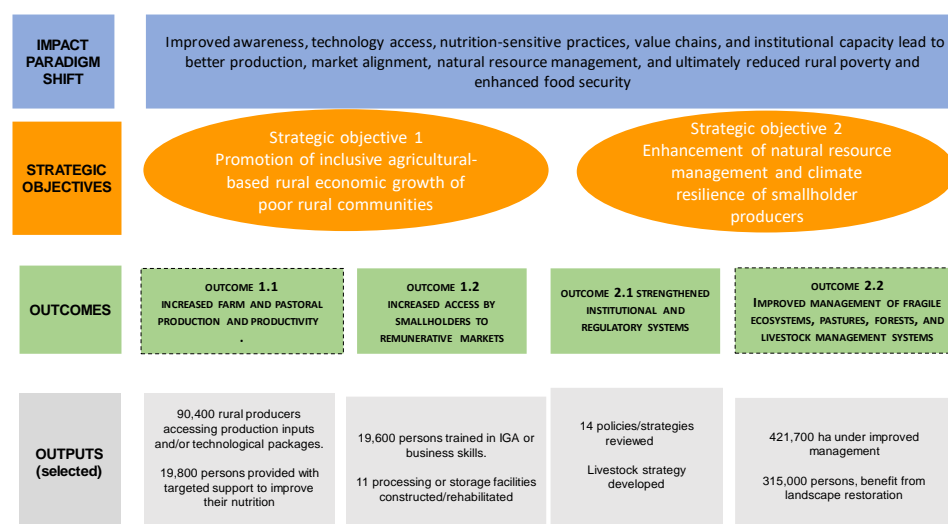 IMPACT
PARADIGM
SHIFT
Improved awareness, technology access, nutrition-sensitive practices, value chains, and institutional capacity lead to
better production, market alignment, natural resource management, and ultimately reduced rural poverty and
enhanced food security
STRATEGIC
OBJECTIVES
Strategic objective 1
Promotion of inclusive agricultural-
based rural economic growth of
poor rural communities
Strategic objective 2
Enhancement of natural resource
management and climate
resilience of smallholder
producers
OUTCOMES
OUTCOME 1.1
INCREASED FARM AND PASTORAL
PRODUCTION AND PRODUCTIVITY
.
OUTCOME 1.2
INCREASED ACCESS BY
SMALLHOLDERS TO
REMUNERATIVE MARKETS
OUTCOME 2.1 STRENGTHENED
INSTITUTIONAL AND
REGULATORY SYSTEMS
OUTCOME 2.2
IMPROVED MANAGEMENT OF FRAGILE
ECOSYSTEMS, PASTURES, FORESTS, AND
LIVESTOCK MANAGEMENT SYSTEMS
OUTPUTS
(selected)
90,400 rural producers
accessing production inputs
and/or technological packages.
19,800 persons provided with
targeted support to improve
their nutrition
19,600 persons trained in IGA or
business skills.
11 processing or storage facilities
constructed/rehabilitated
14 policies/strategies
reviewed
Livestock strategy
developed
421,700 ha under improved
management
315,000 persons, benefit from
landscape restoration